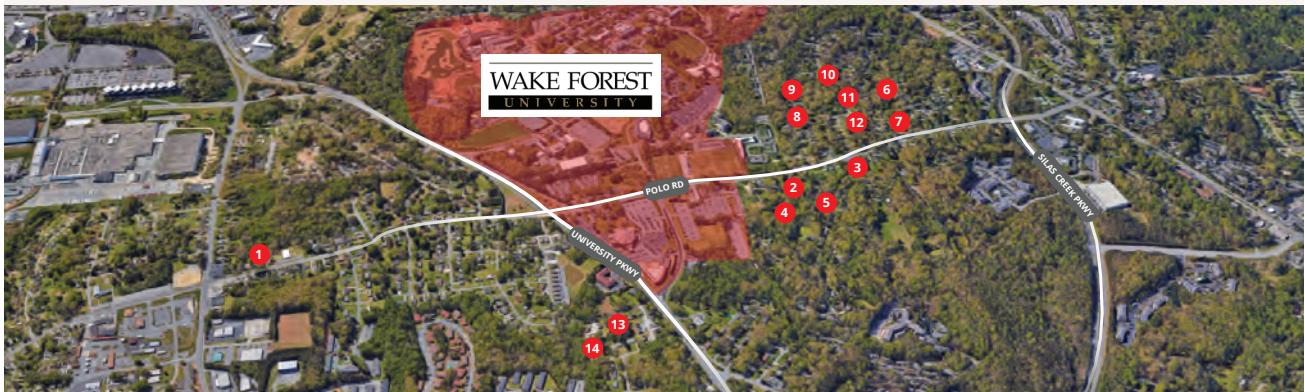 WAKE FOREST
UNIVERSITY
10
9
6
11
8
12
7
3
POLO RD
2
5
4
SILAS CREEK PKWY
1
UNIVERSITY PKWY
13
14